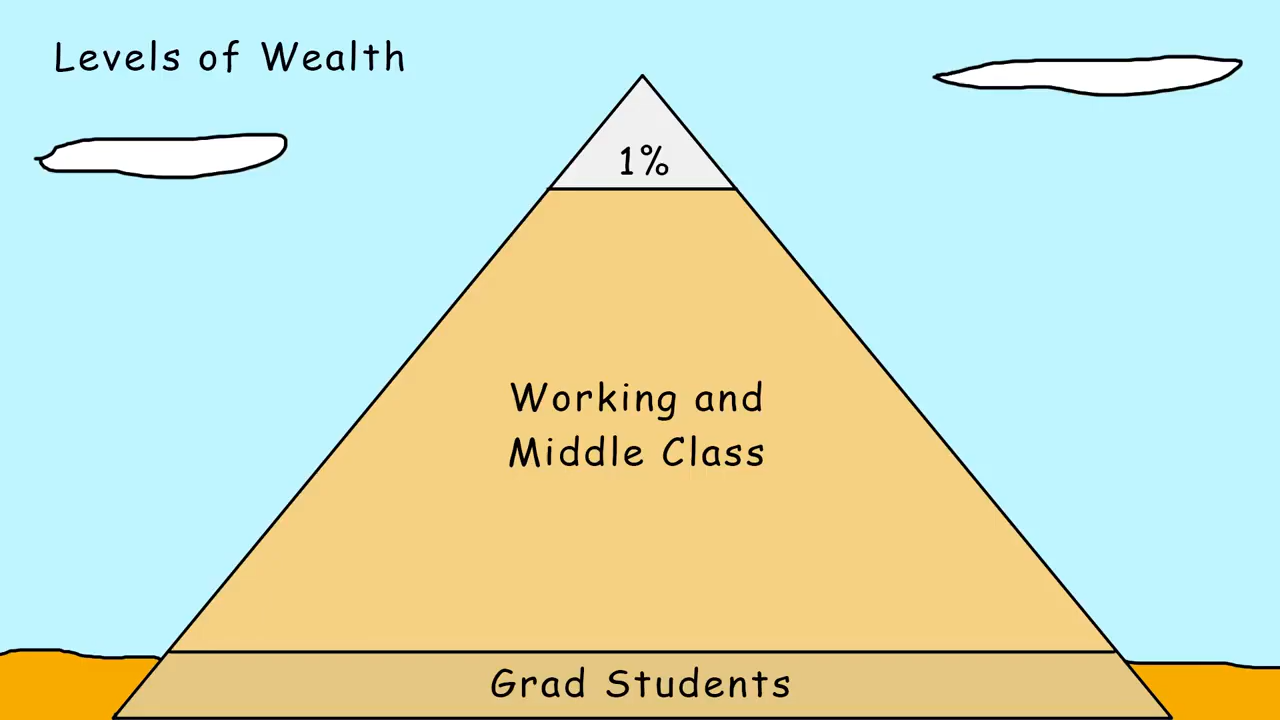 Levels of Wealth
1%
Working and
Middle Class
Grad Students